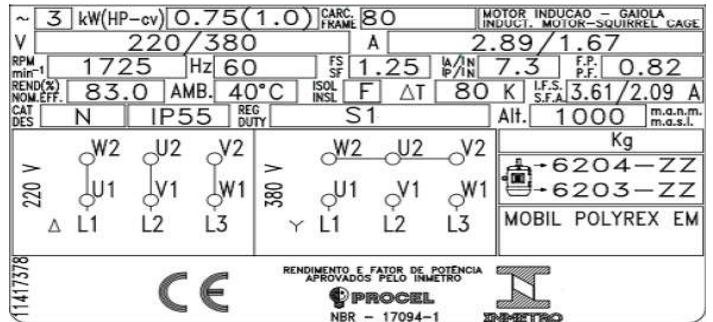 ~ 3 kW(HP-cv) 0.75(1.0) CARC. FRAME 80 MOTOR INDUCAO - GAIOLA INDUCT. MOTOR-SQUIRREL CAGE
V 220/380 A 2.89/1.67
RPM min-1 1725 Hz 60 FS SF 1.25 IA/IN IP/IN 7.3 F.P. P.F. 0.82
REND(%) NOM.EFF. 83.0 AMB. 40°C ISOL INSL F ΔT 80 K I.F.S. S.F.A. 3.61/2.09 A
CAT DES N IP55 REG DUTY S1 Alt. 1000 m.a.n.m. m.a.s.l.
220 V W2 U2 V2
U1 V1 W1
Δ L1 L2 L3
380 V W2 U2 V2
U1 V1 W1
Y L1 L2 L3
Kg
→6204-ZZ
→6203-ZZ
MOBIL POLYREX EM
11417378
CE
RENDIMENTO E FATOR DE POTÊNCIA
APROVADOS PELO INMETRO
PROCEL
NBR - 17094-1
INMETRO